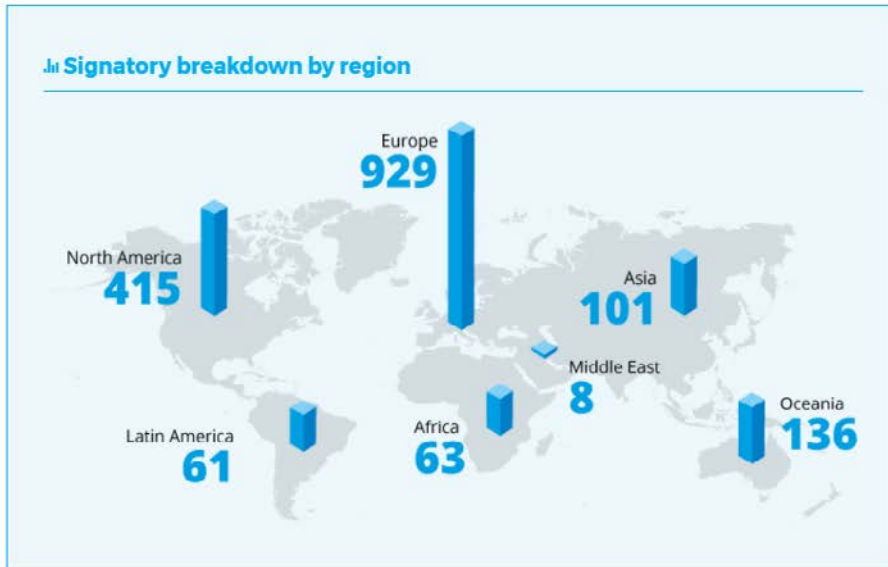 Signatory breakdown by region
Europe
929
North America
415
Asia
101
Middle East
8
Oceania
136
Latin America
61
Africa
63